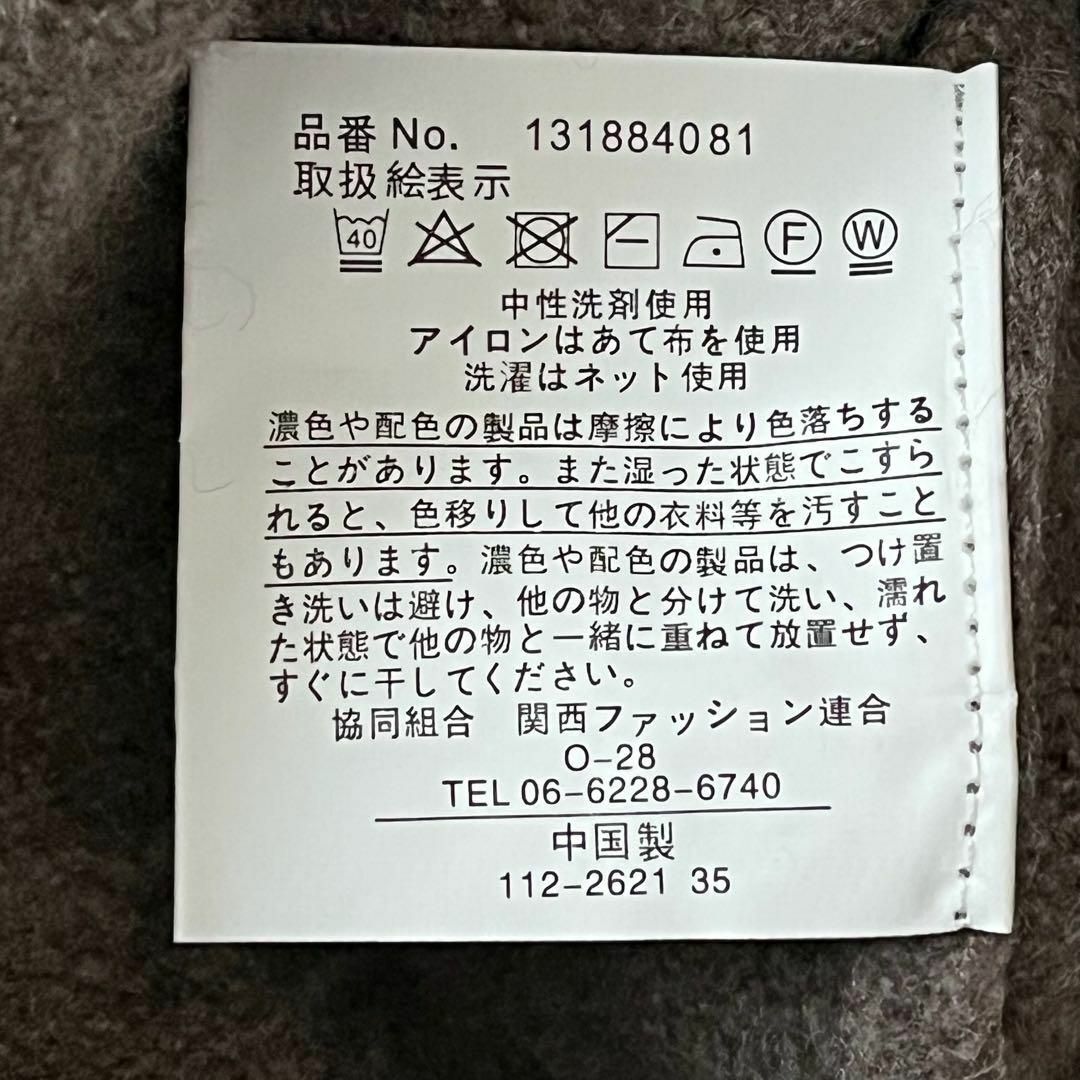 品番 No. 131884081
取扱絵表示
40 F W
中性洗剤使用
アイロンはあて布を使用
洗濯はネット使用
濃色や配色の製品は摩擦により色落ちする
ことがあります。また湿った状態でこすら
れると、色移りして他の衣料等を汚すこと
もあります。濃色や配色の製品は、つけ置
き洗いは避け、他の物と分けて洗い、濡れ
た状態で他の物と一緒に重ねて放置せず、
すぐに干してください。
協同組合 関西ファッション連合
O-28
TEL 06-6228-6740
中国製
112-2621 35